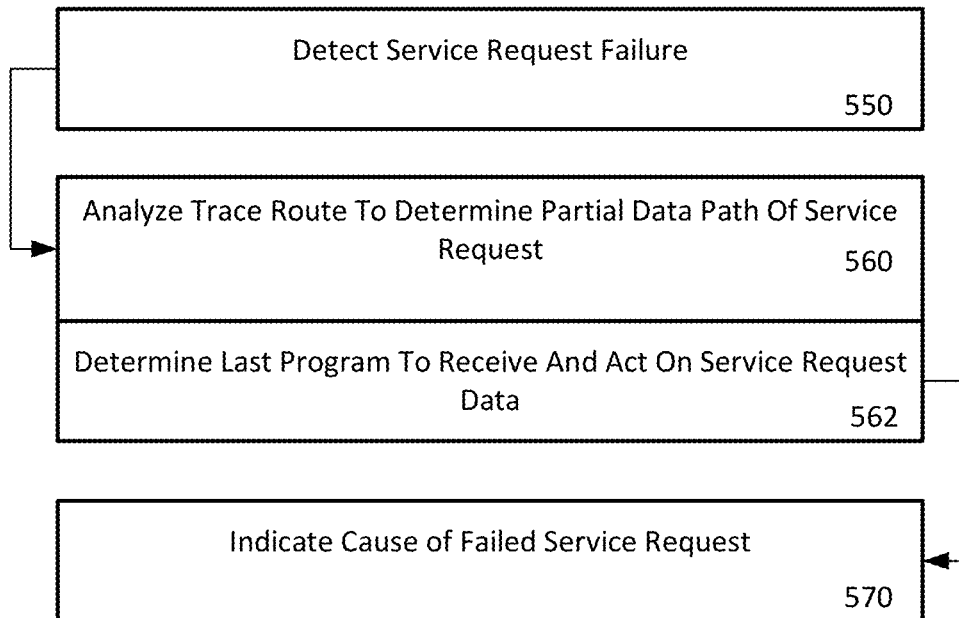 Detect Service Request Failure
550
Analyze Trace Route To Determine Partial Data Path Of Service
Request
560
Determine Last Program To Receive And Act On Service Request
Data
562
Indicate Cause of Failed Service Request
570